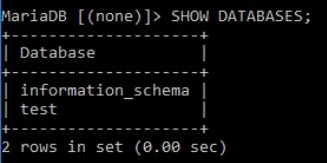 MariaDB [(none)]> SHOW DATABASES;
+--------------------+
| Database           |
+--------------------+
| information_schema |
| test               |
+--------------------+
2 rows in set (0.00 sec)